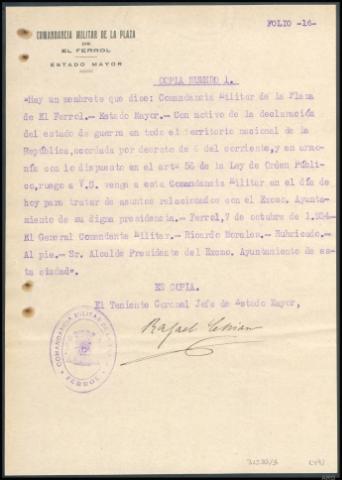 FOLIO -16-
COMANDANCIA MILITAR DE LA PLAZA
DE
EL FERROL
ESTADO MAYOR
COPIA NUMERO 1.
"Hay un membrete que dice: Comandancia Militar de la Plaza
de El Ferrol.- Estado Mayor.- Con motivo de la declaración
del estado de guerra en todo el territorio nacional de la
República, acordada por decreto de 6 del corriente, y en armo-
nía con lo dispuesto en el artº 56 de la Ley de Orden Públi-
co, ruego a V.S. venga a esta Comandancia Militar en el día de
hoy para tratar de asuntos relacionados con el Excmo. Ayunta-
miento de su digna presidencia.- Ferrol, 7 de octubre de 1.934-
El General Comandante Militar.- Ricardo Morales.- Rubricado.-
Al pie.- Sr. Alcalde Presidente del Excmo. Ayuntamiento de es-
ta ciudad".
ES COPIA.
El Teniente Coronel Jefe de Estado Mayor,
Rafael
COMANDANCIA MILITAR DE LA PLAZA
FERROL